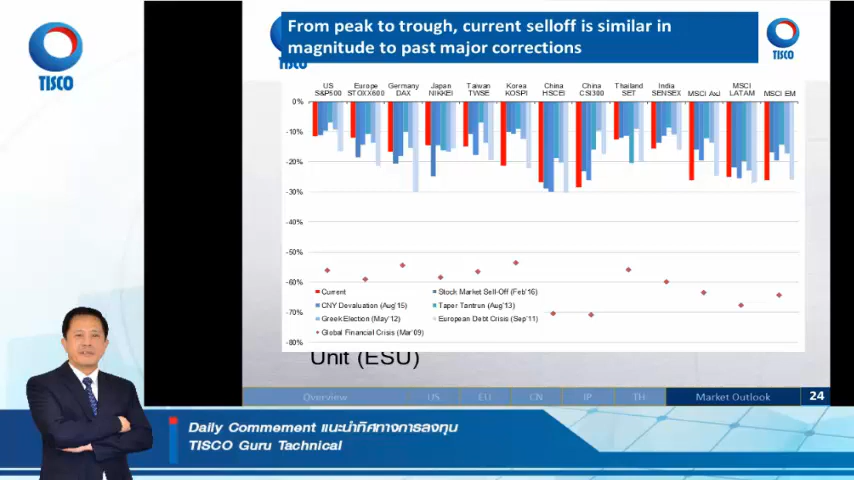 From peak to trough, current selloff is similar in
magnitude to past major corrections
TISCO
TISCO
US
S&P500
Europe
STOXX600
Germany
DAX
Japan
NIKKEI
Taiwan
TWSE
Korea
KOSPI
China
HSCEI
China
CSI300
Thailand
SET
India
SENSEX
MSCI AxJ
MSCI
LATAM
MSCI EM
0%
-10%
-20%
-30%
-40%
-50%
-60%
-70%
-80%
Current
Stock Market Sell-Off (Feb'16)
CNY Devaluation (Aug'15)
Taper Tantrun (Aug'13)
Greek Election (May'12)
European Debt Crisis (Sep'11)
Global Financial Crisis (Mar'09)
Unit (ESU)
Overview
US
EU
CN
JP
TH
Market Outlook
24
Daily Commement แนะนำทิศทางการลงทุน
TISCO Guru Tachnical